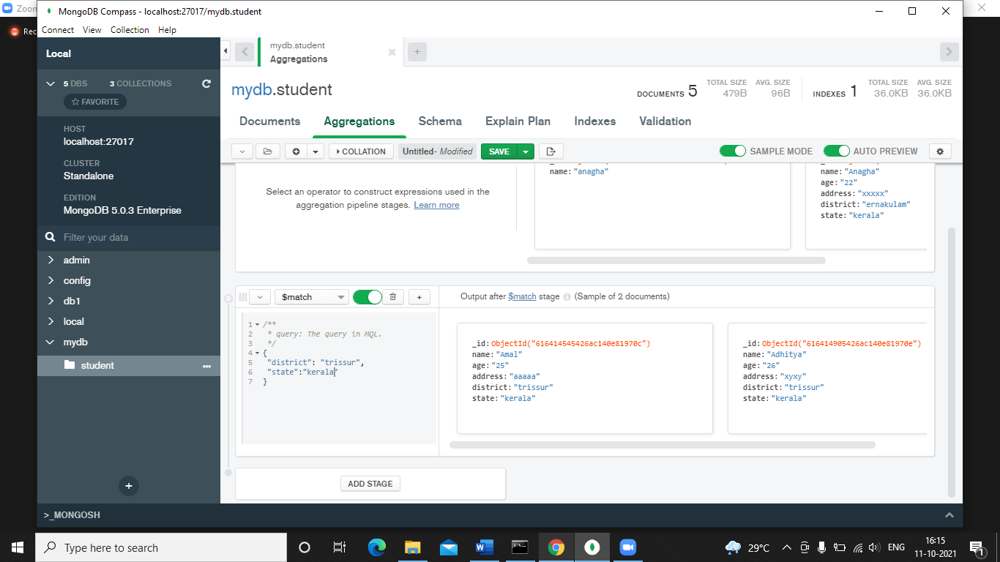 Zoom
Rec
MongoDB Compass - localhost:27017/mydb.student
Connect View Collection Help
Local
5 DBS 3 COLLECTIONS
FAVORITE
HOST
localhost:27017
CLUSTER
Standalone
EDITION
MongoDB 5.0.3 Enterprise
Filter your data
admin
config
db1
local
mydb
student
mydb.student
Aggregations
mydb.student
DOCUMENTS 5
TOTAL SIZE 479B
AVG. SIZE 96B
INDEXES 1
TOTAL SIZE 36.0KB
AVG. SIZE 36.0KB
Documents Aggregations Schema Explain Plan Indexes Validation
COLLATION Untitled- Modified SAVE SAMPLE MODE AUTO PREVIEW
Select an operator to construct expressions used in the
aggregation pipeline stages. Learn more
name: "anagha"
name: "Anagha"
age: "22"
address: "xxxxx"
district: "ernakulam"
state: "kerala"
$match
Output after $match stage (Sample of 2 documents)
1 /**
2 * query: The query in MQL.
3 */
4 {
5 "district": "trissur",
6 "state":"kerala"
7 }
_id: ObjectId("616414545426ac140e81970c")
name: "Amal"
age: "25"
address: "aaaaa"
district: "trissur"
state: "kerala"
_id: ObjectId("616414905426ac140e81970e")
name: "Adhitya"
age: "26"
address: "xyxy"
district: "trissur"
state: "kerala"
ADD STAGE
>_MONGOSH
Type here to search
29°C
ENG
16:15
11-10-2021
1